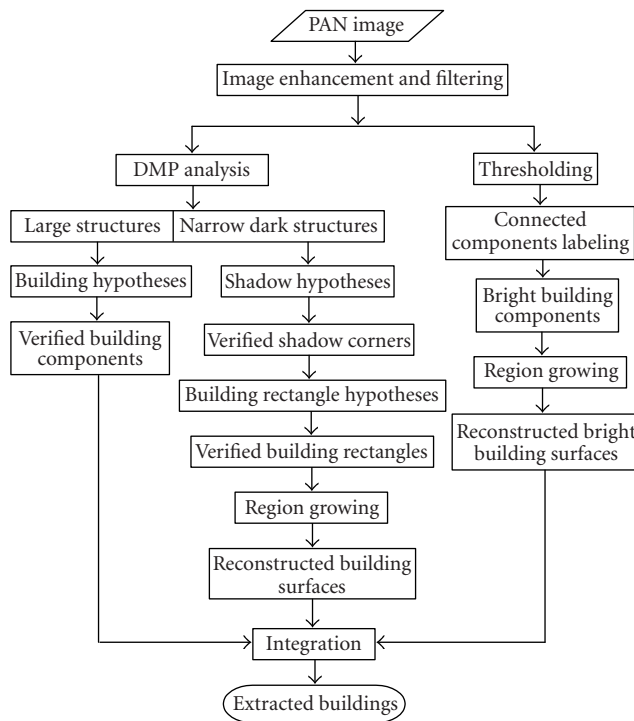 PAN image
Image enhancement and filtering
DMP analysis
Thresholding
Large structures
Narrow dark structures
Connected
components labeling
Building hypotheses
Shadow hypotheses
Bright building
components
Verified building
components
Verified shadow corners
Region growing
Building rectangle hypotheses
Reconstructed bright
building surfaces
Verified building rectangles
Region growing
Reconstructed building
surfaces
Integration
Extracted buildings